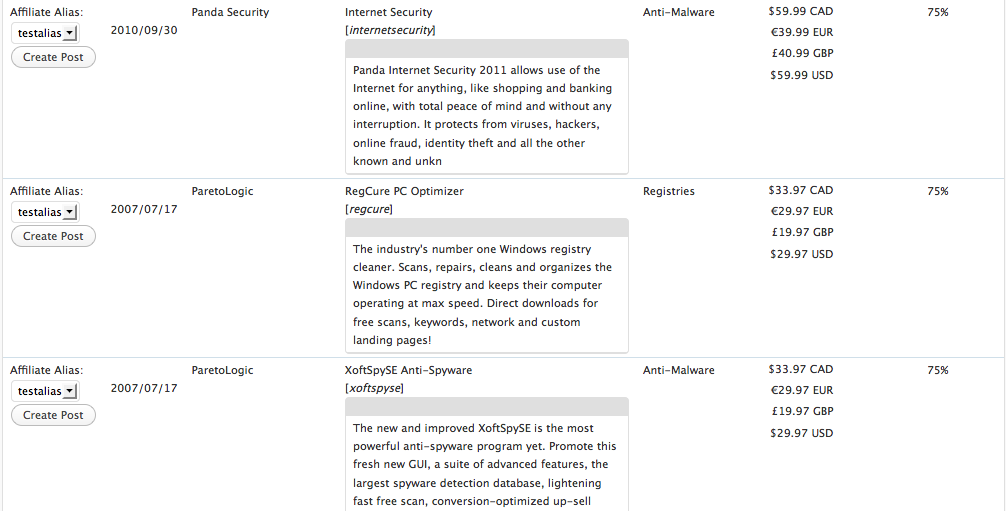 Affiliate Alias:
testalias
Create Post
2010/09/30
Panda Security
Internet Security
[internetsecurity]
Panda Internet Security 2011 allows use of the
Internet for anything, like shopping and banking
online, with total peace of mind and without any
interruption. It protects from viruses, hackers,
online fraud, identity theft and all the other
known and unkn
Anti-Malware
$59.99 CAD
€39.99 EUR
£40.99 GBP
$59.99 USD
75%
Affiliate Alias:
testalias
Create Post
2007/07/17
ParetoLogic
RegCure PC Optimizer
[regcure]
The industry's number one Windows registry
cleaner. Scans, repairs, cleans and organizes the
Windows PC registry and keeps their computer
operating at max speed. Direct downloads for
free scans, keywords, network and custom
landing pages!
Registries
$33.97 CAD
€29.97 EUR
£19.97 GBP
$29.97 USD
75%
Affiliate Alias:
testalias
Create Post
2007/07/17
ParetoLogic
XoftSpySE Anti-Spyware
[xoftspyse]
The new and improved XoftSpySE is the most
powerful anti-spyware program yet. Promote this
fresh new GUI, a suite of advanced features, the
largest spyware detection database, lightening
fast free scan, conversion-optimized up-sell
Anti-Malware
$33.97 CAD
€29.97 EUR
£19.97 GBP
$29.97 USD
75%